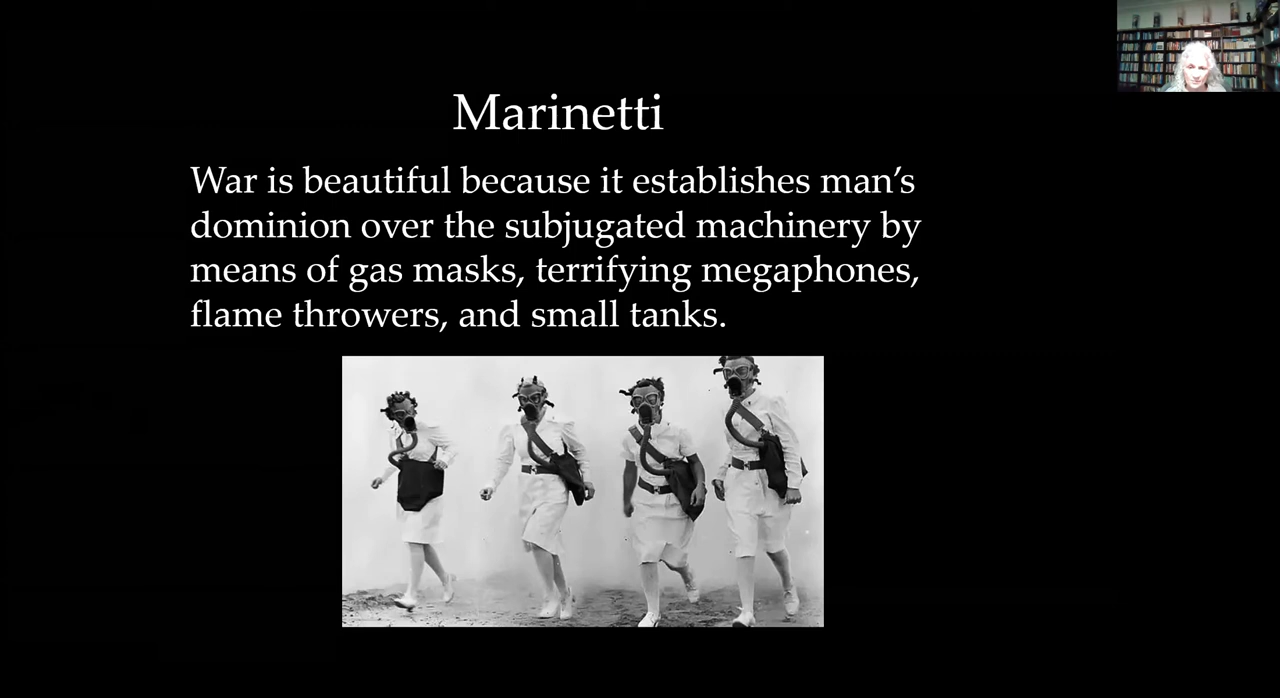 Marinetti
War is beautiful because it establishes man’s
dominion over the subjugated machinery by
means of gas masks, terrifying megaphones,
flame throwers, and small tanks.